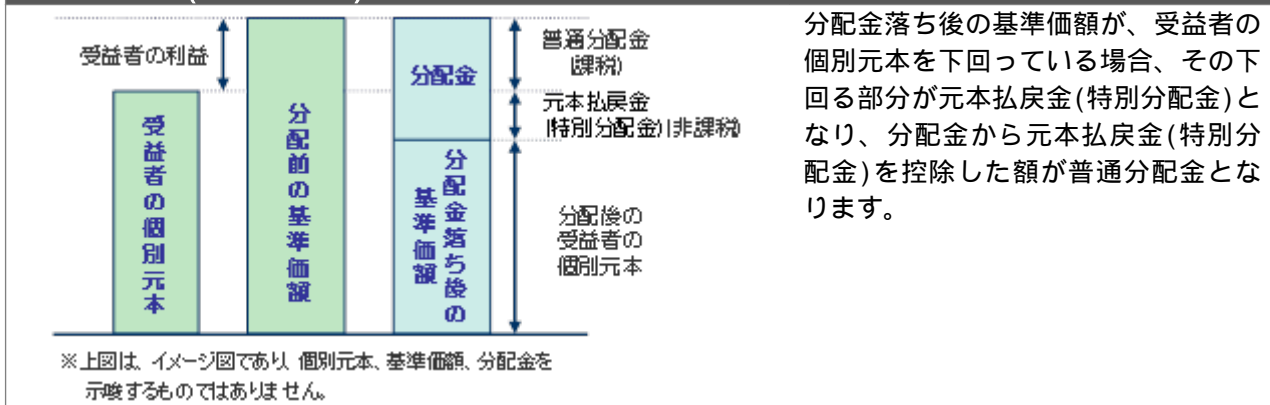 受益者の利益
受益者の個別元本
分配前の基準価額
分配金
分配金落ち後の
基準価額
普通分配金
(課税)
元本払戻金
(特別分配金)(非課税)
分配後の
受益者の
個別元本
※上図は、イメージ図であり、個別元本、基準価額、分配金を
示唆するものではありません。
分配金落ち後の基準価額が、受益者の
個別元本を下回っている場合、その下
回る部分が元本払戻金(特別分配金)と
なり、分配金から元本払戻金(特別分
配金)を控除した額が普通分配金とな
ります。